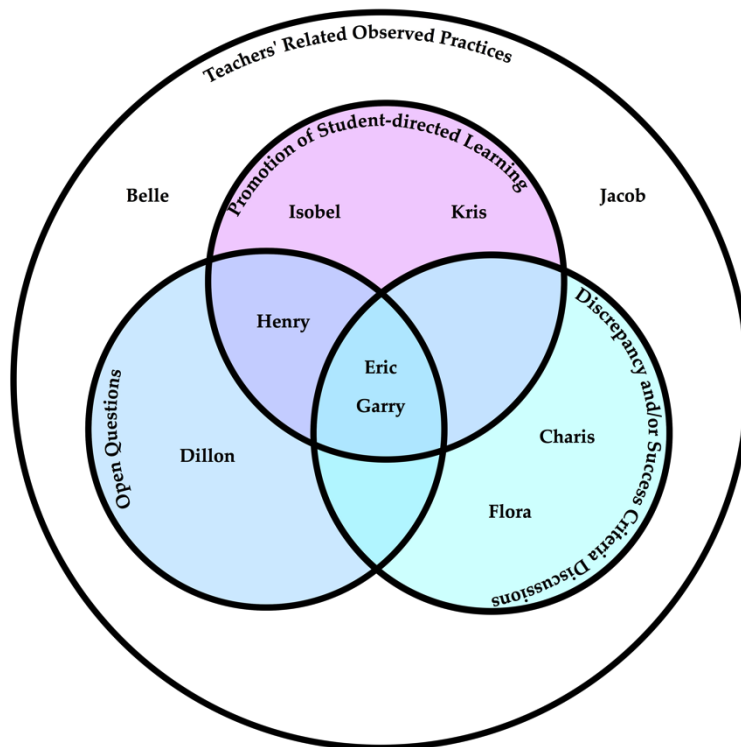 Teachers' Related Observed Practices
Promotion of Student-directed Learning
Belle
Jacob
Isobel
Kris
Henry
Eric
Garry
Open Questions
Dillon
Discrepancy and/or Success Criteria Discussions
Charis
Flora